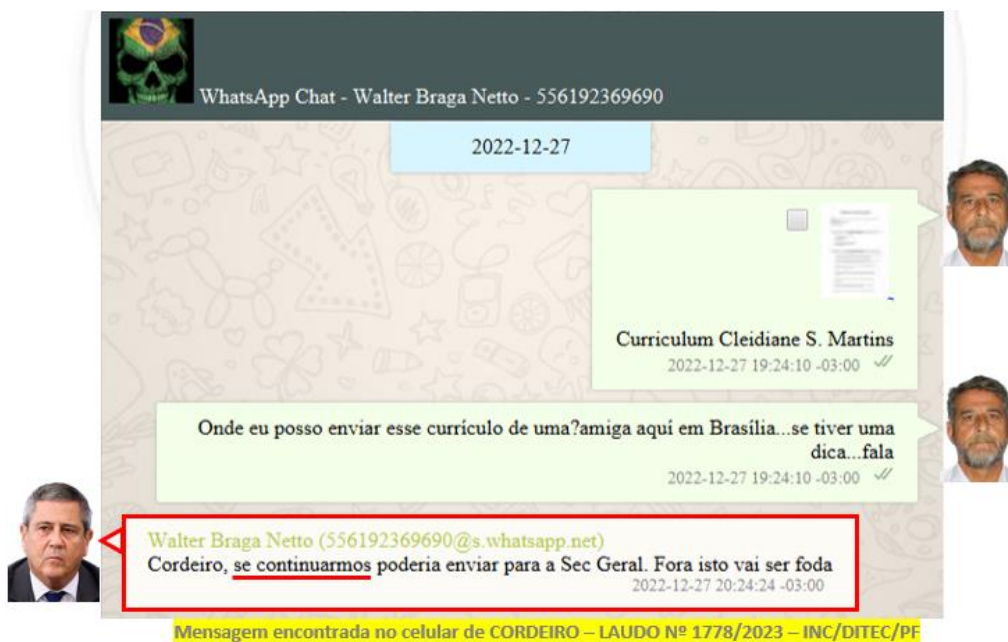 WhatsApp Chat - Walter Braga Netto - 556192369690
2022-12-27
Curriculum Cleidiane S. Martins
2022-12-27 19:24:10 -03:00
Onde eu posso enviar esse currículo de uma?amiga aqui em Brasília...se tiver uma
dica...fala
2022-12-27 19:24:10 -03:00
Walter Braga Netto (556192369690@s.whatsapp.net)
Cordeiro, se continuarmos poderia enviar para a Sec Geral. Fora isto vai ser foda
2022-12-27 20:24:24 -03:00
Mensagem encontrada no celular de CORDEIRO – LAUDO Nº 1778/2023 – INC/DITEC/PF